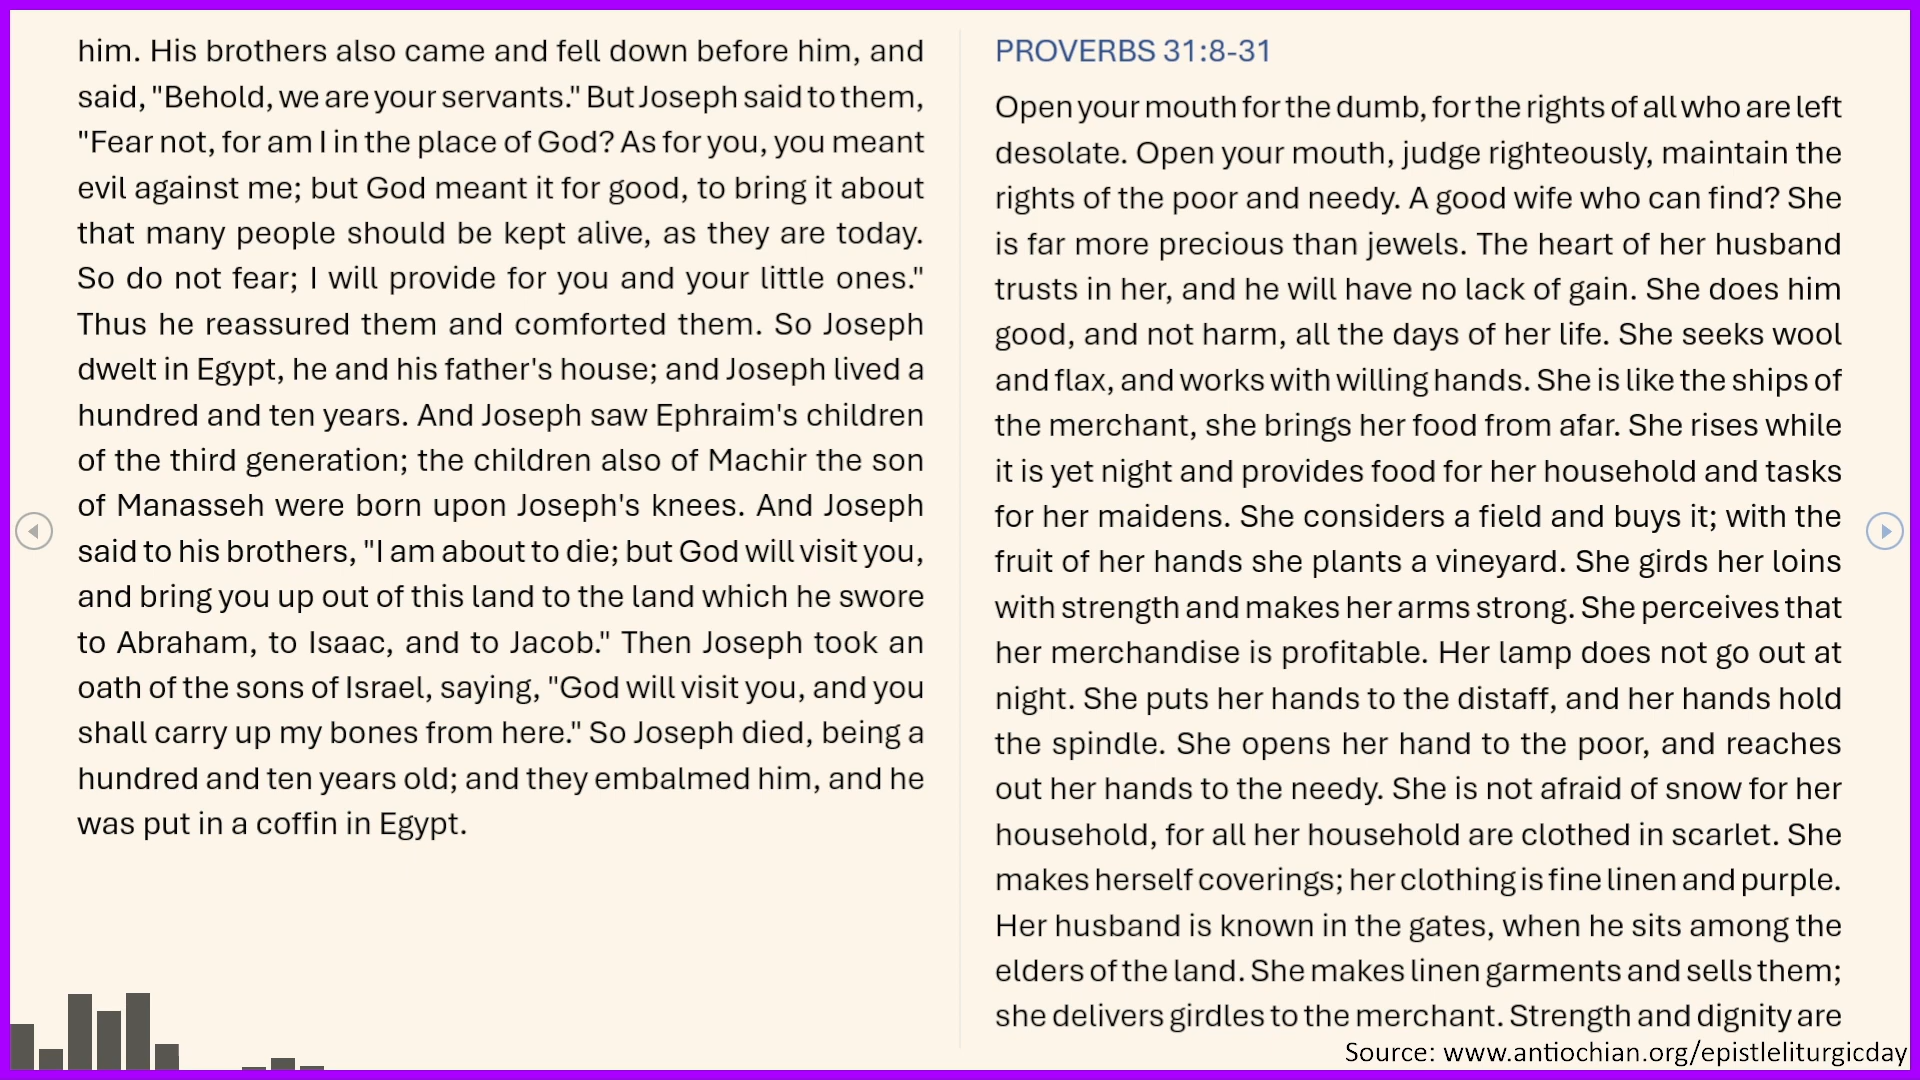 him. His brothers also came and fell down before him, and
said, "Behold, we are your servants." But Joseph said to them,
"Fear not, for am I in the place of God? As for you, you meant
evil against me; but God meant it for good, to bring it about
that many people should be kept alive, as they are today.
So do not fear; I will provide for you and your little ones."
Thus he reassured them and comforted them. So Joseph
dwelt in Egypt, he and his father's house; and Joseph lived a
hundred and ten years. And Joseph saw Ephraim's children
of the third generation; the children also of Machir the son
of Manasseh were born upon Joseph's knees. And Joseph
said to his brothers, "I am about to die; but God will visit you,
and bring you up out of this land to the land which he swore
to Abraham, to Isaac, and to Jacob." Then Joseph took an
oath of the sons of Israel, saying, "God will visit you, and you
shall carry up my bones from here." So Joseph died, being a
hundred and ten years old; and they embalmed him, and he
was put in a coffin in Egypt.
PROVERBS 31:8-31
Open your mouth for the dumb, for the rights of all who are left
desolate. Open your mouth, judge righteously, maintain the
rights of the poor and needy. A good wife who can find? She
is far more precious than jewels. The heart of her husband
trusts in her, and he will have no lack of gain. She does him
good, and not harm, all the days of her life. She seeks wool
and flax, and works with willing hands. She is like the ships of
the merchant, she brings her food from afar. She rises while
it is yet night and provides food for her household and tasks
for her maidens. She considers a field and buys it; with the
fruit of her hands she plants a vineyard. She girds her loins
with strength and makes her arms strong. She perceives that
her merchandise is profitable. Her lamp does not go out at
night. She puts her hands to the distaff, and her hands hold
the spindle. She opens her hand to the poor, and reaches
out her hands to the needy. She is not afraid of snow for her
household, for all her household are clothed in scarlet. She
makes herself coverings; her clothing is fine linen and purple.
Her husband is known in the gates, when he sits among the
elders of the land. She makes linen garments and sells them;
she delivers girdles to the merchant. Strength and dignity are
Source: www.antiochian.org/epistleliturgicday